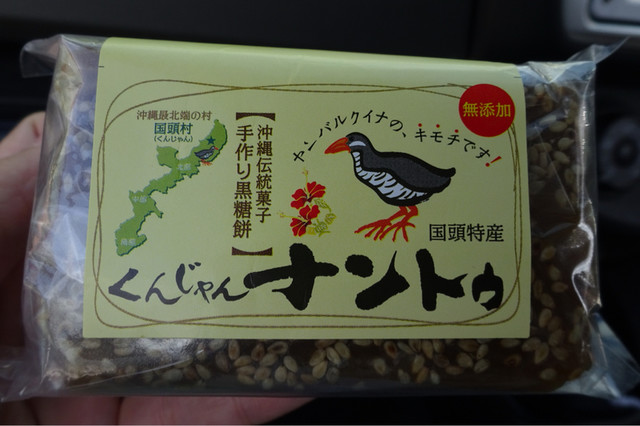 沖縄最北端の村
国頭村
(くんじゃん)
【沖縄伝統菓子
手作り黒糖餅】
ヤンバルクイナの、キモチです!
無添加
国頭特産
くんじゃんナントゥ